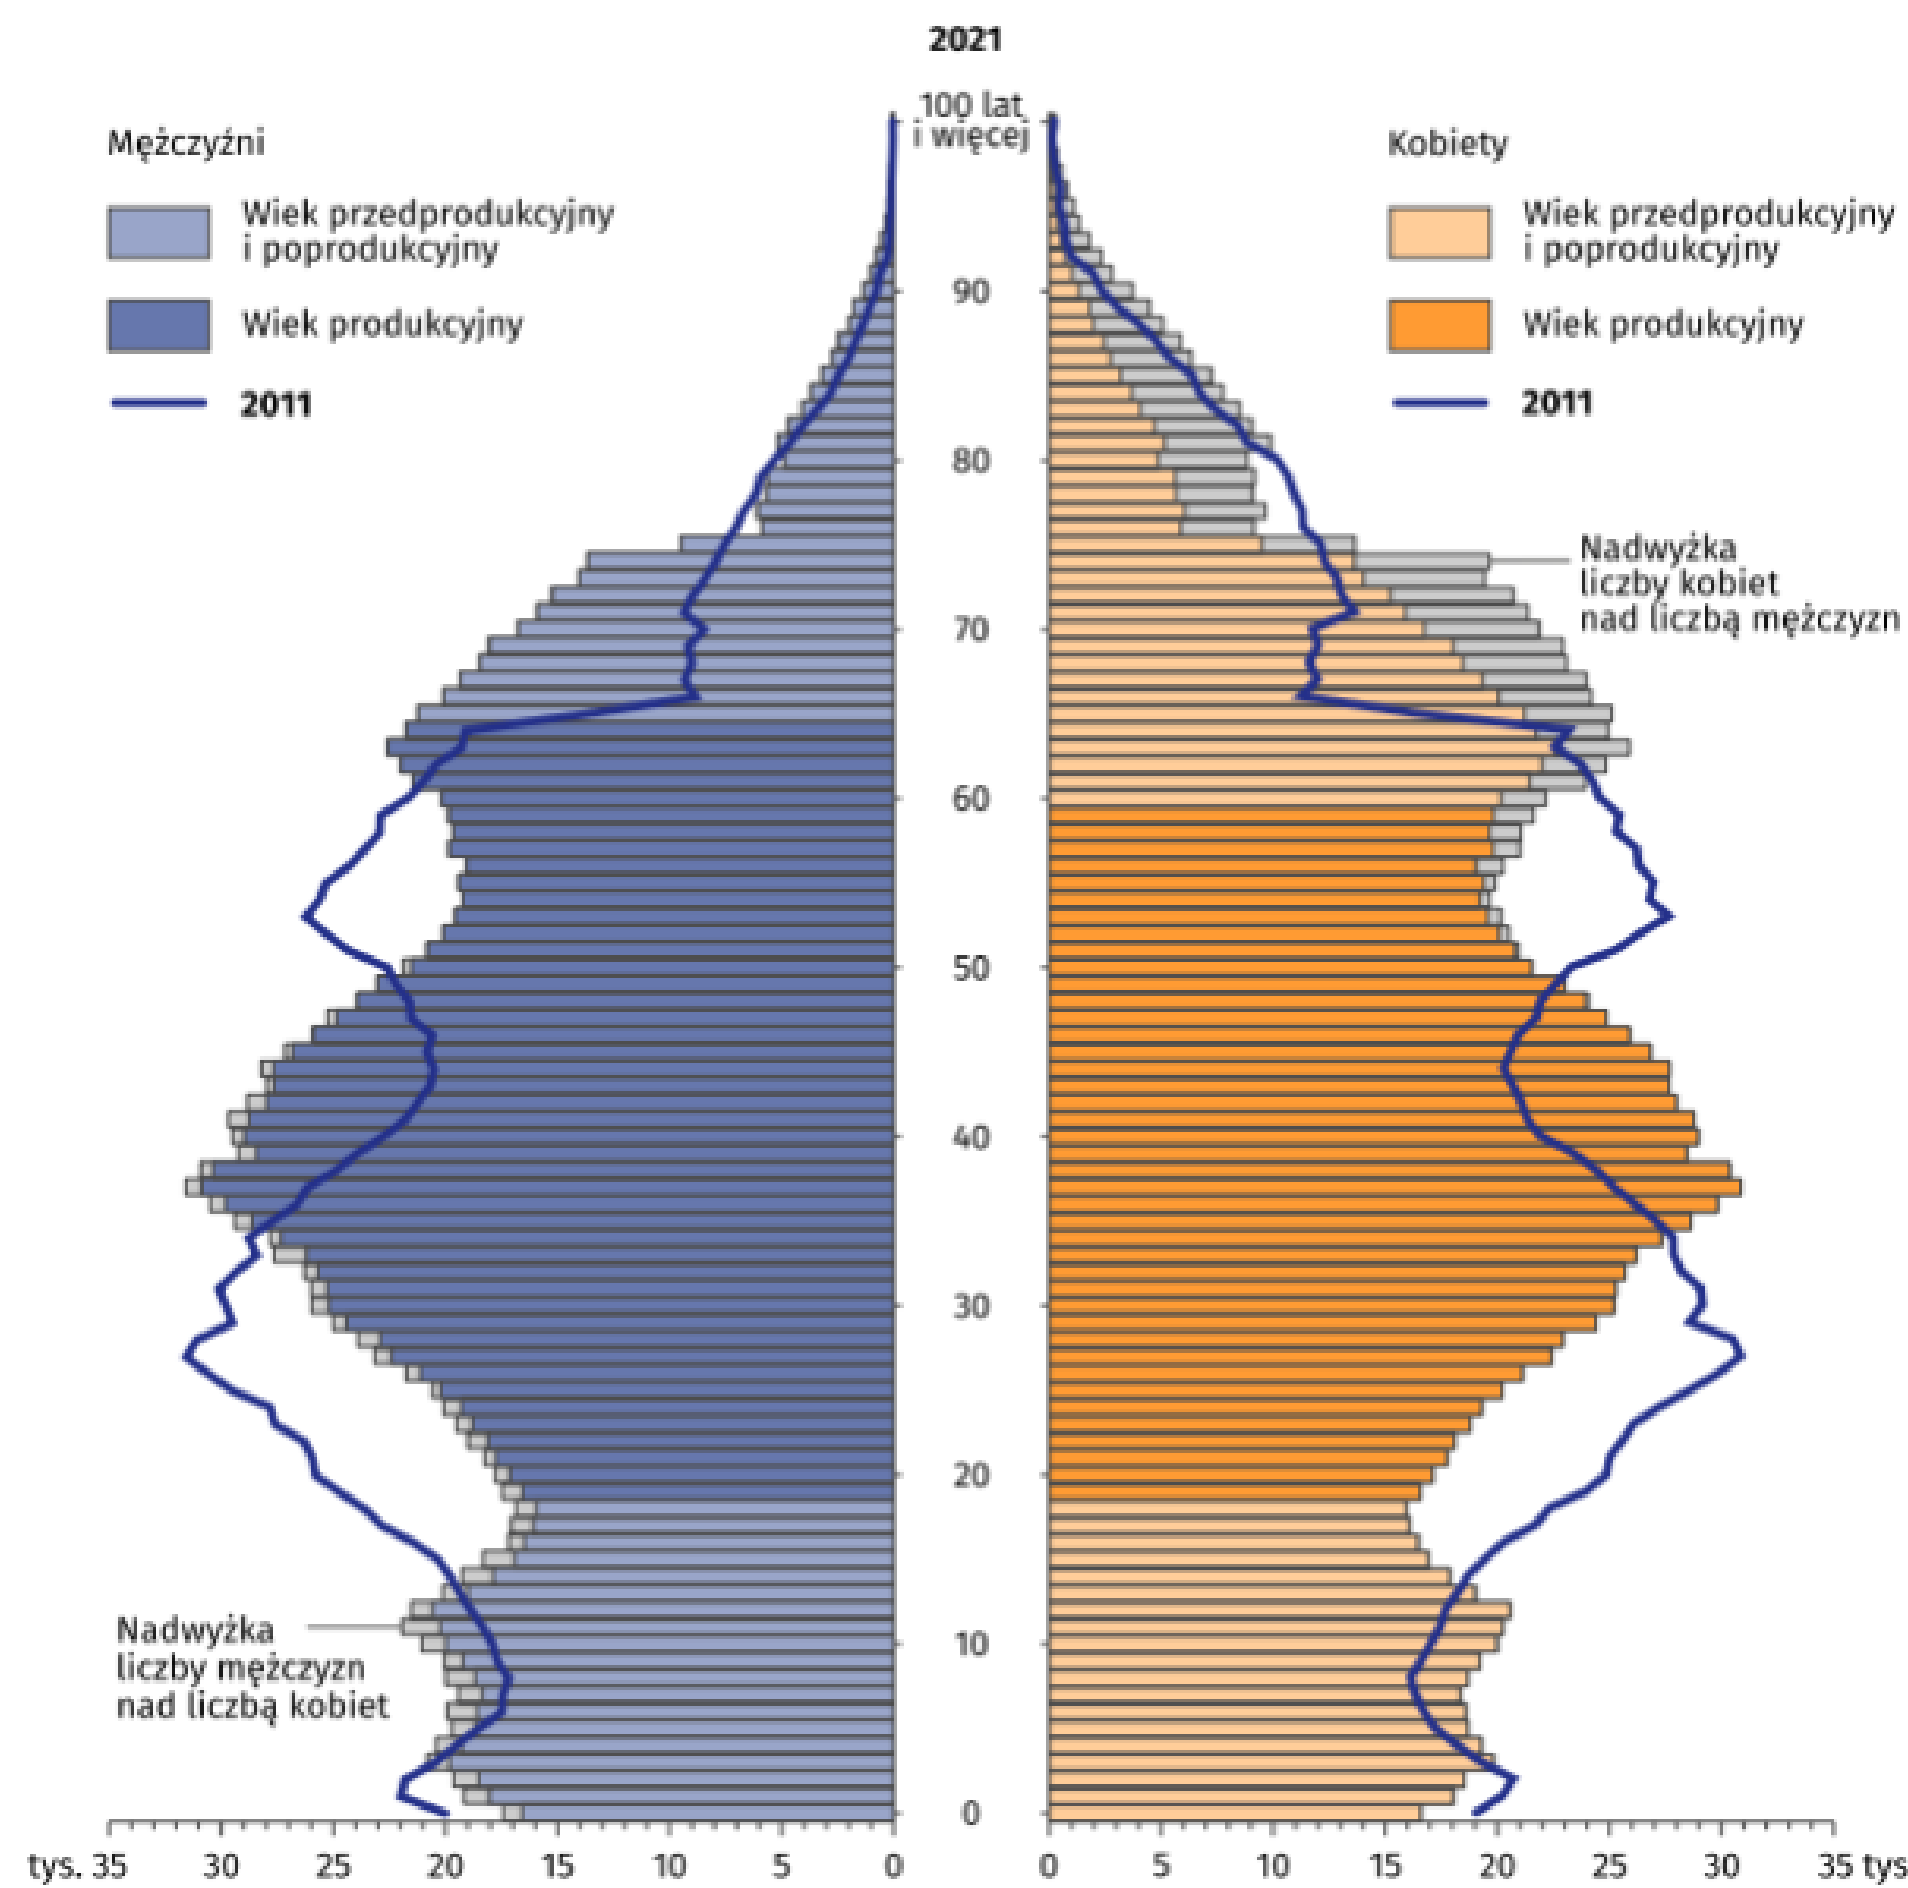 2021
100 lat
i więcej
Mężczyźni
Wiek przedprodukcyjny
i poprodukcyjny
Wiek produkcyjny
2011
Kobiety
Wiek przedprodukcyjny
i poprodukcyjny
Wiek produkcyjny
2011
90
80
70
60
50
40
30
20
10
0
Nadwyżka
liczby kobiet
nad liczbą mężczyzn
Nadwyżka
liczby mężczyzn
nad liczbą kobiet
tys. 35 30 25 20 15 10 5 0
0 5 10 15 20 25 30 35 tys